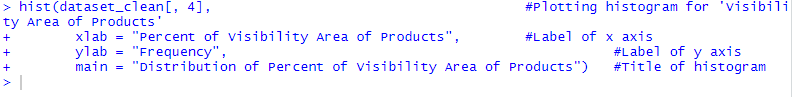 > hist(dataset_clean[, 4], #Plotting histogram for 'Visibili
ty Area of Products'
+ xlab = "Percent of Visibility Area of Products", #Label of x axis
+ ylab = "Frequency", #Label of y axis
+ main = "Distribution of Percent of Visibility Area of Products") #Title of histogram
>